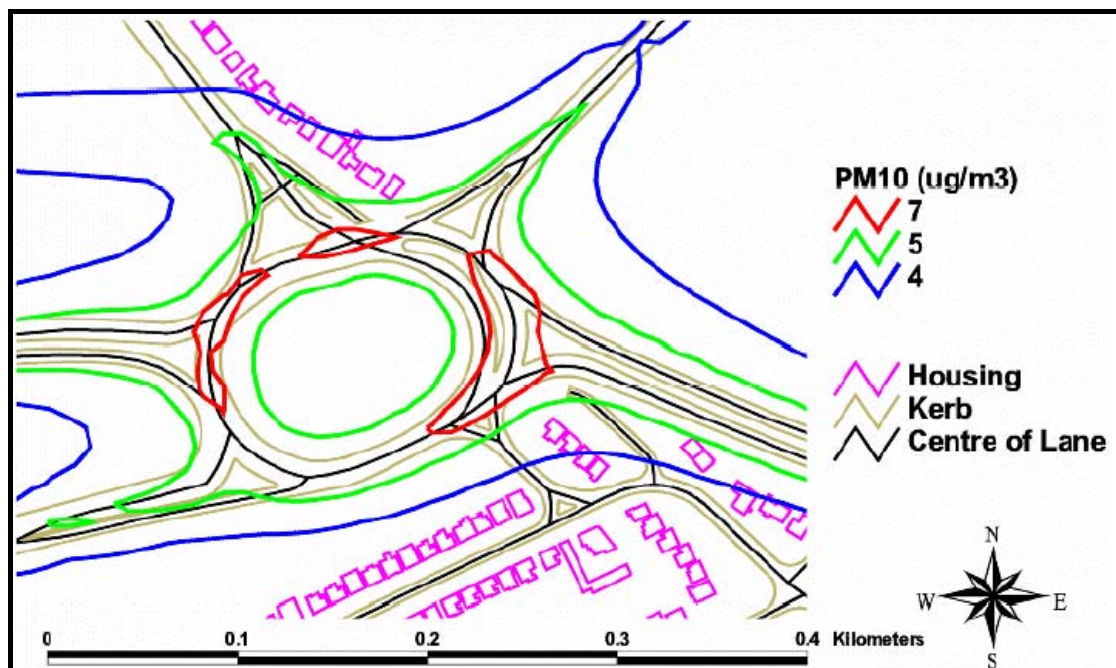 PM10 (ug/m3)
7
5
4
Housing
Kerb
Centre of Lane
N
W E
S
0 0.1 0.2 0.3 0.4 Kilometers